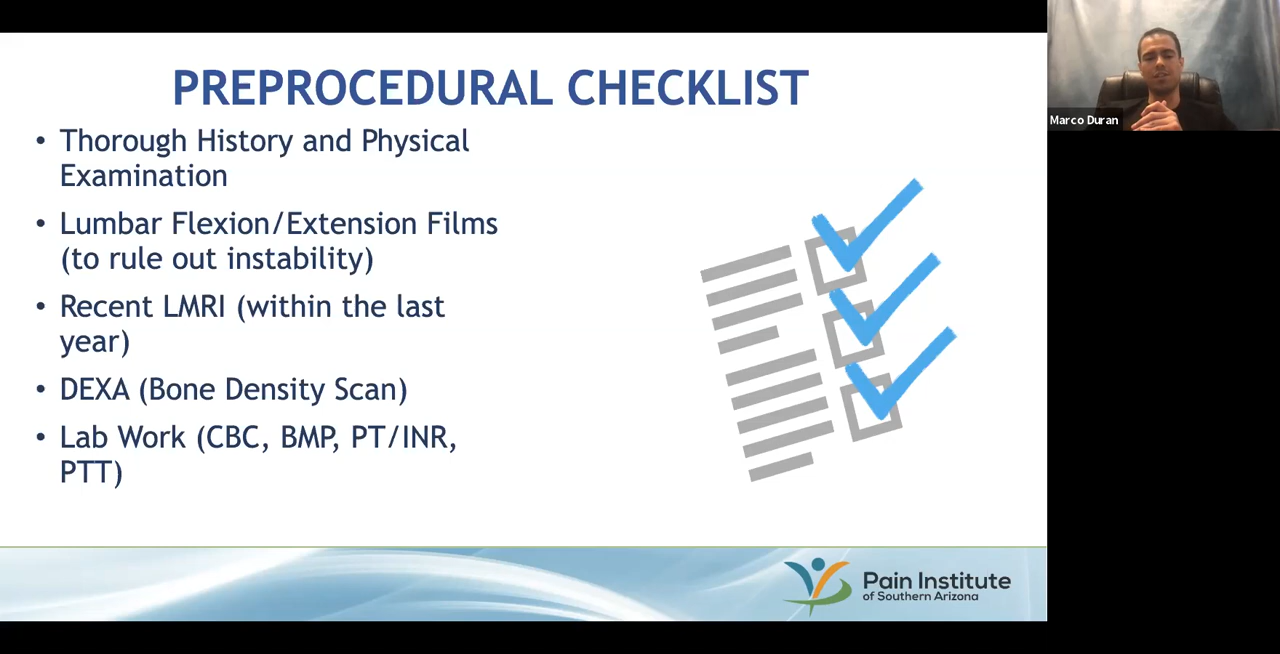 PREPROCEDURAL CHECKLIST
• Thorough History and Physical
Examination
• Lumbar Flexion/Extension Films
(to rule out instability)
• Recent LMRI (within the last
year)
• DEXA (Bone Density Scan)
• Lab Work (CBC, BMP, PT/INR,
PTT)
Pain Institute
of Southern Arizona
Marco Duran